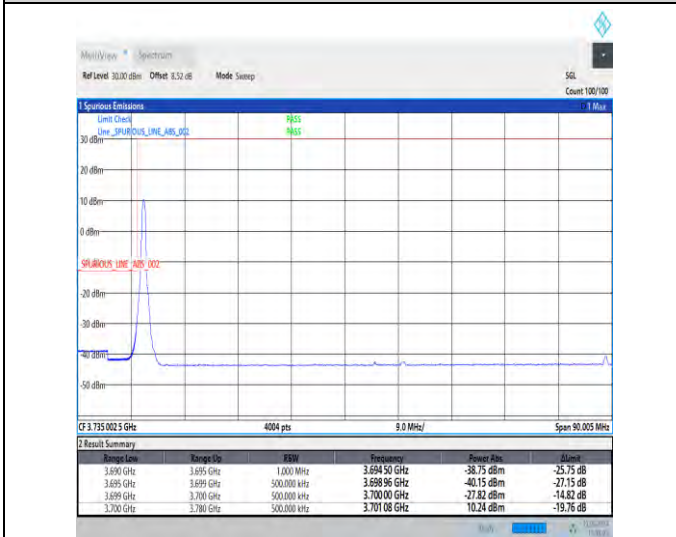 MultiView Spectrum
Ref Level 30.00 dBm Offset 8.52 dB Mode Sweep SGL
Count 100/100
1 Spurious Emissions 1 Max
Limit Check PASS
Line _SPURIOUS_LINE_ABS_002 PASS
30 dBm
20 dBm
10 dBm
0 dBm
_SPURIOUS_LINE_ABS_002
-20 dBm
-30 dBm
-40 dBm
-50 dBm
CF 3.735 002 5 GHz 4004 pts 9.0 MHz/ Span 90.005 MHz
2 Result Summary
Range Low Range Up RBW Frequency Power Abs ΔLimit
3.690 GHz 3.695 GHz 1.000 MHz 3.694 50 GHz -38.75 dBm -25.75 dB
3.695 GHz 3.699 GHz 500.000 kHz 3.698 96 GHz -40.15 dBm -27.15 dB
3.699 GHz 3.700 GHz 500.000 kHz 3.700 00 GHz -27.82 dBm -14.82 dB
3.700 GHz 3.780 GHz 500.000 kHz 3.701 08 GHz 10.24 dBm -19.76 dB